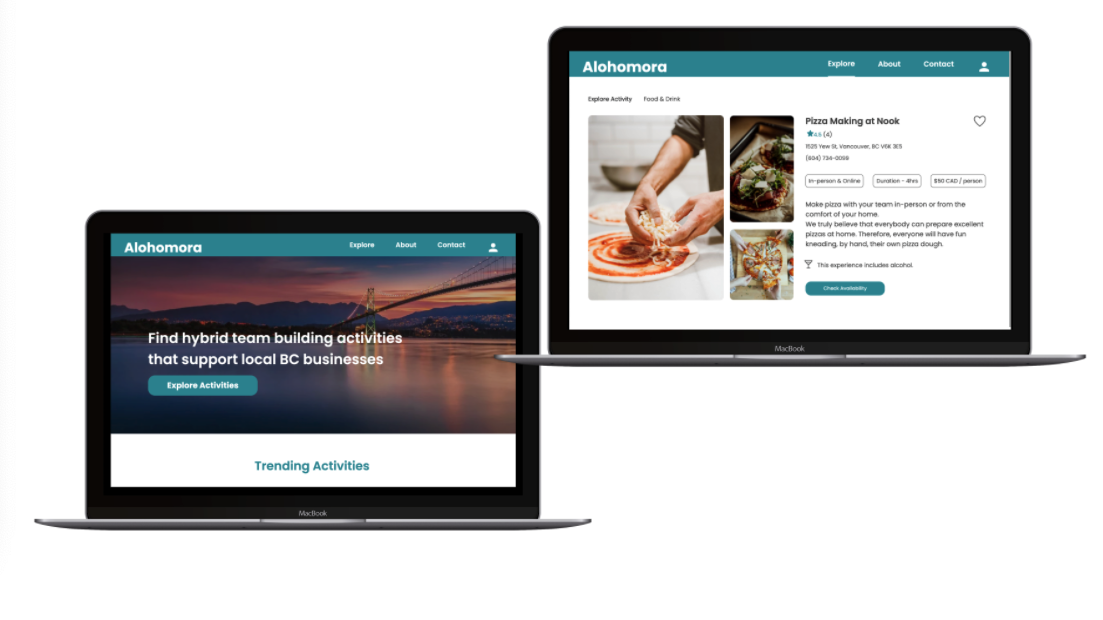 Alohomora
Explore About Contact
Find hybrid team building activities
that support local BC businesses
Explore Activities
Trending Activities
MacBook
Alohomora
Explore About Contact
Explore Activity Food & Drink
Pizza Making at Nook
4.8 (4)
1525 Yew St, Vancouver, BC V6K 3E5
(604) 734-0099
In-person & Online Duration - 4hrs $90 CAD / person
Make pizza with your team in-person or from the
comfort of your home.
We truly believe that everybody can prepare excellent
pizzas at home. Therefore, everyone will have fun
kneading, by hand, their own pizza dough.
This experience includes alcohol.
Check Availability
MacBook